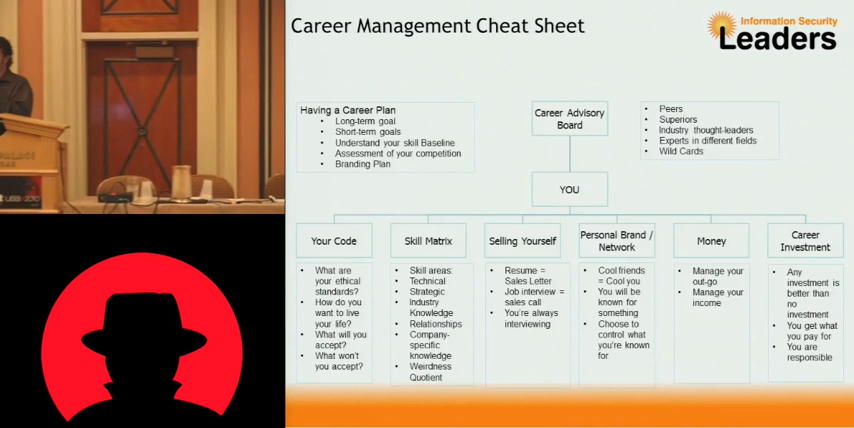 Career Management Cheat Sheet
Information Security
Leaders
Having a Career Plan
• Long-term goal
• Short-term goals
• Understand your skill Baseline
• Assessment of your competition
• Branding Plan
Career Advisory
Board
• Peers
• Superiors
• Industry thought-leaders
• Experts in different fields
• Wild Cards
YOU
Your Code
• What are
your ethical
standards?
• How do you
want to live
your life?
• What will you
accept?
• What won't
you accept?
Skill Matrix
• Skill areas:
• Technical
• Strategic
• Industry
Knowledge
• Relationships
• Company-
specific
knowledge
• Weirdness
Quotient
Selling Yourself
• Resume =
Sales Letter
• Job interview =
sales call
• You're always
interviewing
Personal Brand /
Network
• Cool friends
= Cool you
• You will be
known for
something
• Choose to
control what
you're known
for
Money
• Manage your
out-go
• Manage your
income
Career
Investment
• Any
investment is
better than
no
investment
• You get what
you pay for
• You are
responsible